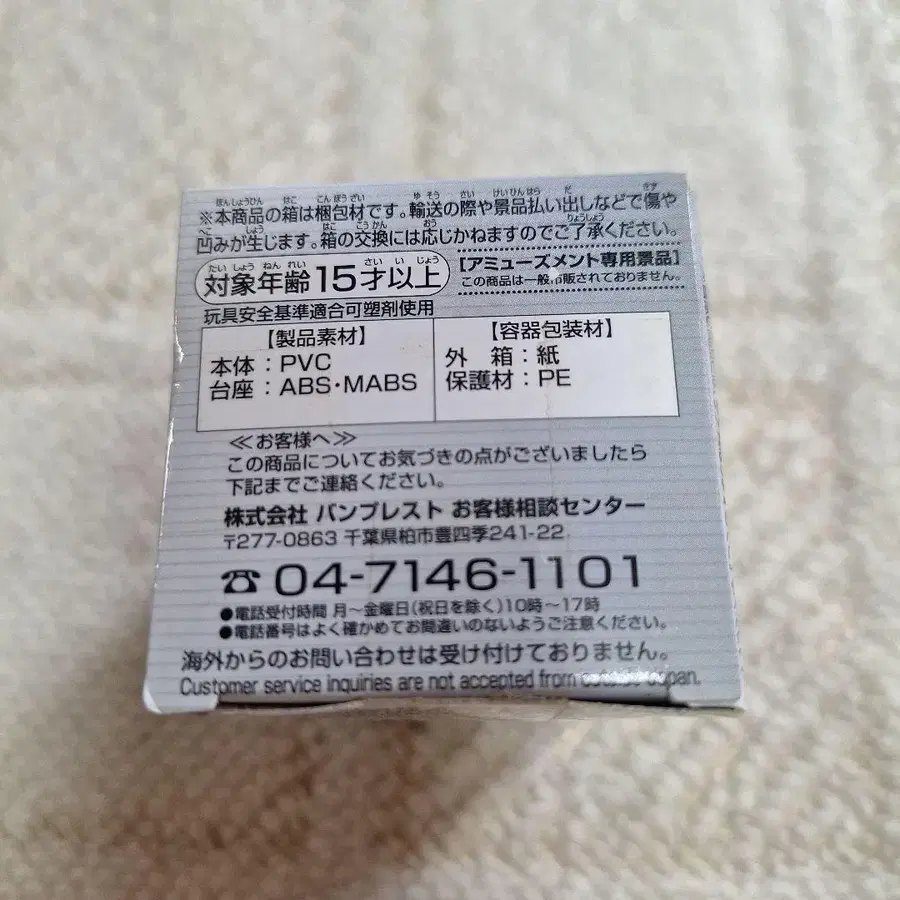 ※本商品の箱は梱包材です。輸送の際や景品払い出しなどで傷や
凹みが生じます。箱の交換には応じかねますのでご了承ください。
対象年齢15才以上
【アミューズメント専用景品】
この商品は一般市販されておりません。
玩具安全基準適合可塑剤使用
【製品素材】
本体：PVC
台座：ABS・MABS
【容器包装材】
外 箱：紙
保護材：PE
≪お客様へ≫
この商品についてお気づきの点がございましたら
下記までご連絡ください。
株式会社 バンプレスト お客様相談センター
〒277-0863 千葉県柏市豊四季241-22
☎ 04-7146-1101
●電話受付時間 月～金曜日(祝日を除く)10時～17時
●電話番号はよく確かめてお間違いのないようご注意ください。
海外からのお問い合わせは受け付けておりません。
Customer service inquiries are not accepted from outside Japan.